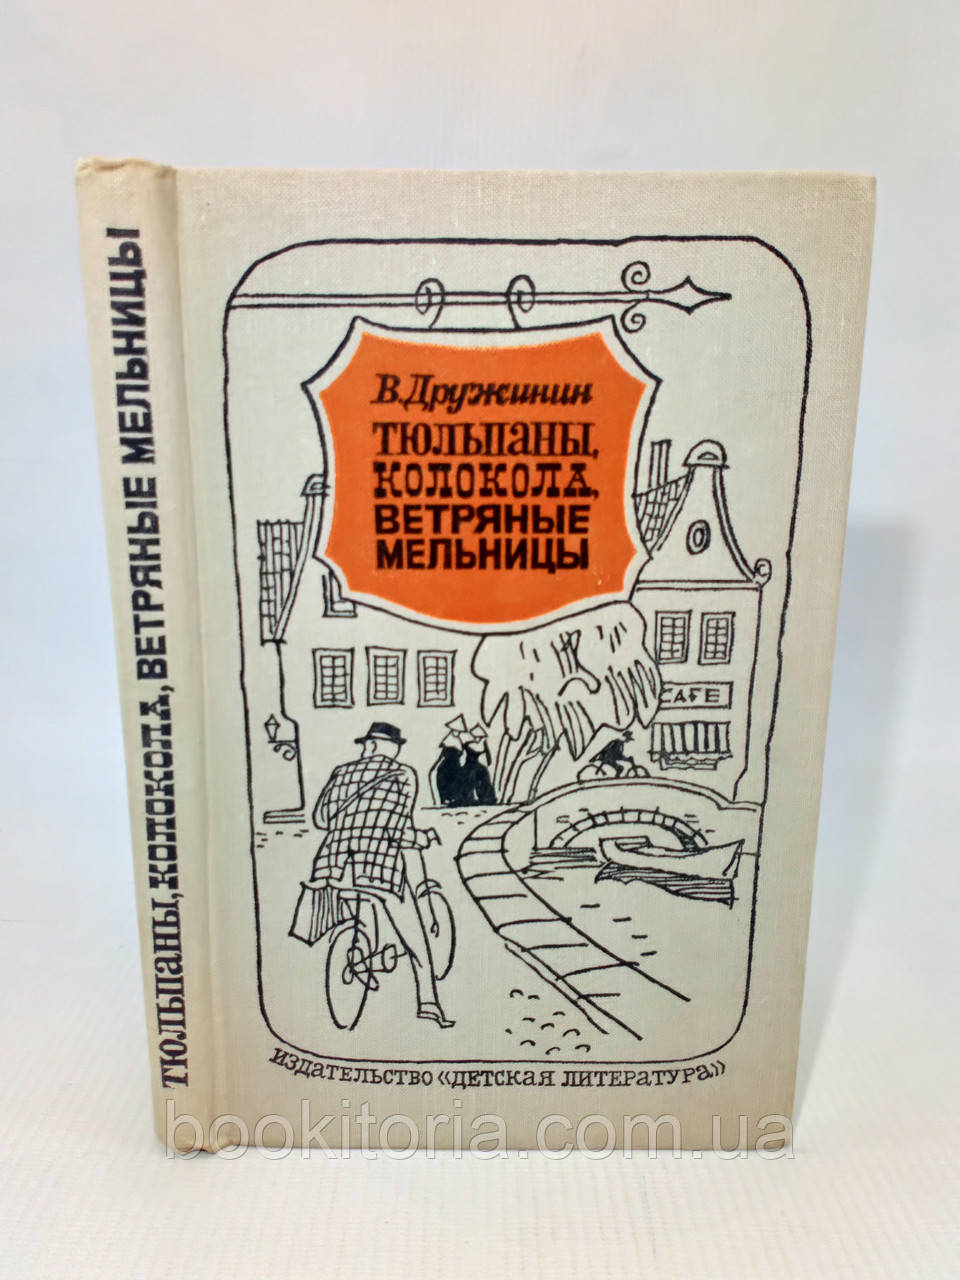 ТЮЛЬПАНЫ, КОЛОКОЛА, ВЕТРЯНЫЕ МЕЛЬНИЦЫ
В. Дружинин
ТЮЛЬПАНЫ,
КОЛОКОЛА,
ВЕТРЯНЫЕ
МЕЛЬНИЦЫ
CAFE
ИЗДАТЕЛЬСТВО «ДЕТСКАЯ ЛИТЕРАТУРА»
bookitoria.com.ua